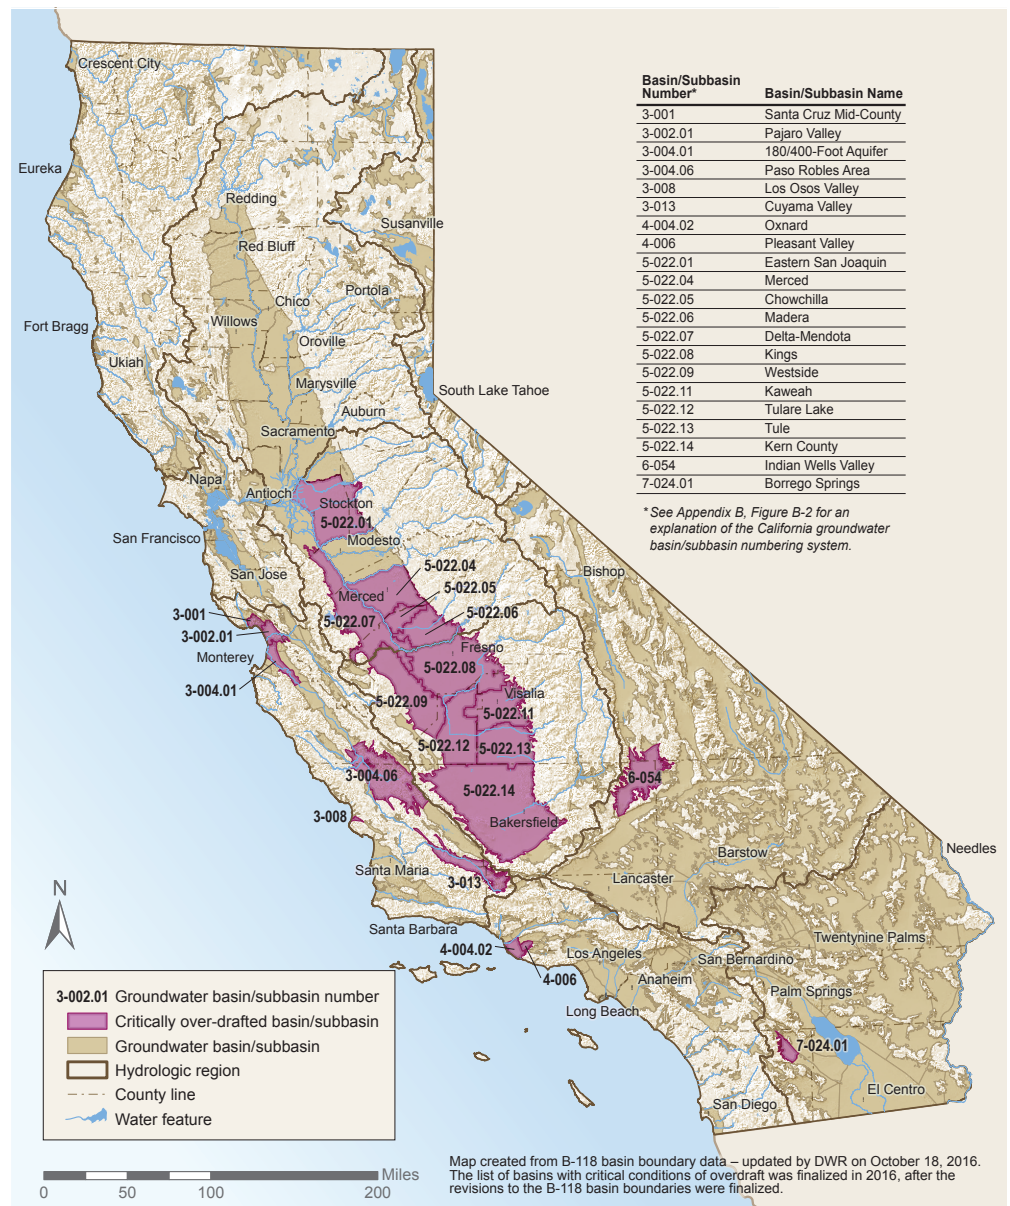 Crescent City
Eureka
Redding
Susanville
Red Bluff
Portola
Chico
Willows
Fort Bragg
Oroville
Ukiah
Marysville
South Lake Tahoe
Auburn
Sacramento
Napa
Antioch
Stockton
5-022.01
San Francisco
Modesto
San Jose
Bishop
5-022.04
5-022.05
Merced
5-022.06
3-001
5-022.07
3-002.01
Fresno
Monterey
5-022.08
3-004.01
Visalia
5-022.09
5-022.11
5-022.12
5-022.13
3-004.06
6-054
5-022.14
3-008
Bakersfield
Needles
Barstow
Santa Maria
Lancaster
3-013
Santa Barbara
Twentynine Palms
4-004.02
Los Angeles
San Bernardino
4-006
Anaheim
Palm Springs
Long Beach
7-024.01
El Centro
San Diego
Basin/Subbasin
Number* Basin/Subbasin Name
3-001 Santa Cruz Mid-County
3-002.01 Pajaro Valley
3-004.01 180/400-Foot Aquifer
3-004.06 Paso Robles Area
3-008 Los Osos Valley
3-013 Cuyama Valley
4-004.02 Oxnard
4-006 Pleasant Valley
5-022.01 Eastern San Joaquin
5-022.04 Merced
5-022.05 Chowchilla
5-022.06 Madera
5-022.07 Delta-Mendota
5-022.08 Kings
5-022.09 Westside
5-022.11 Kaweah
5-022.12 Tulare Lake
5-022.13 Tule
5-022.14 Kern County
6-054 Indian Wells Valley
7-024.01 Borrego Springs
* See Appendix B, Figure B-2 for an
explanation of the California groundwater
basin/subbasin numbering system.
N
3-002.01 Groundwater basin/subbasin number
Critically over-drafted basin/subbasin
Groundwater basin/subbasin
Hydrologic region
County line
Water feature
Miles
0 50 100 200
Map created from B-118 basin boundary data – updated by DWR on October 18, 2016.
The list of basins with critical conditions of overdraft was finalized in 2016, after the
revisions to the B-118 basin boundaries were finalized.